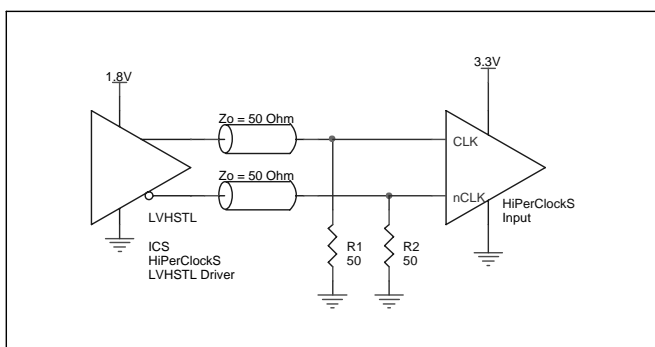 1.8V
3.3V
Zo = 50 Ohm
CLK
Zo = 50 Ohm
nCLK
HiPerClockS
Input
LVHSTL
ICS
HiPerClockS
LVHSTL Driver
R1
50
R2
50